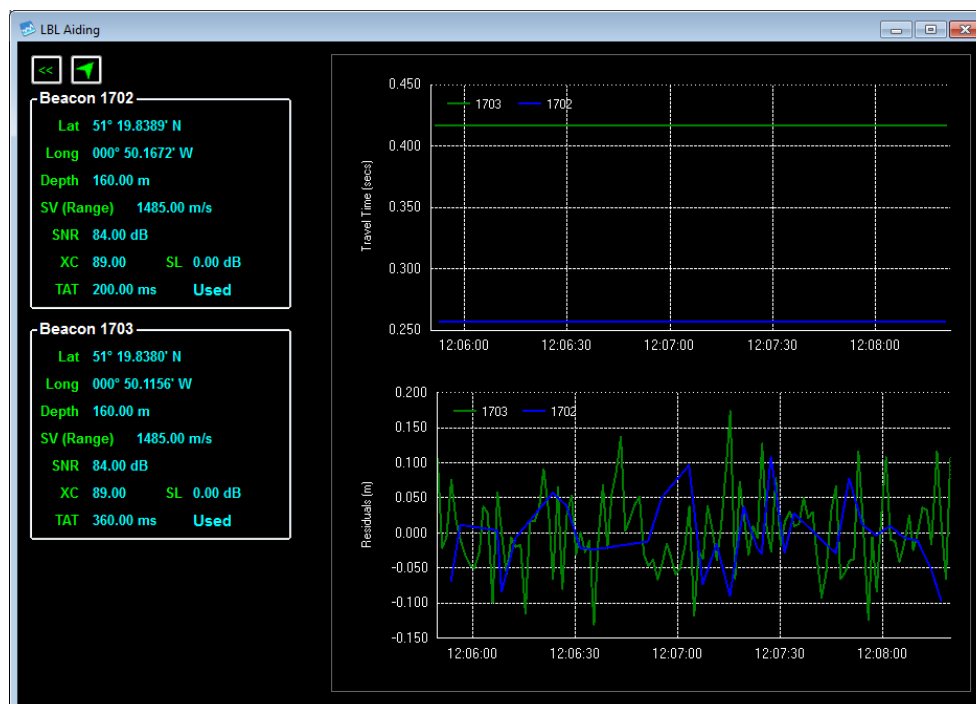 LBL Aiding
<<
Beacon 1702
Lat 51° 19.8389' N
Long 000° 50.1672' W
Depth 160.00 m
SV (Range) 1485.00 m/s
SNR 84.00 dB
XC 89.00 SL 0.00 dB
TAT 200.00 ms Used
Beacon 1703
Lat 51° 19.8380' N
Long 000° 50.1156' W
Depth 160.00 m
SV (Range) 1485.00 m/s
SNR 84.00 dB
XC 89.00 SL 0.00 dB
TAT 360.00 ms Used
Travel Time (secs)
0.450
1703 1702
0.400
0.350
0.300
0.250
12:06:00 12:06:30 12:07:00 12:07:30 12:08:00
Residuals (m)
0.200
1703 1702
0.150
0.100
0.050
0.000
-0.050
-0.100
-0.150
12:06:00 12:06:30 12:07:00 12:07:30 12:08:00